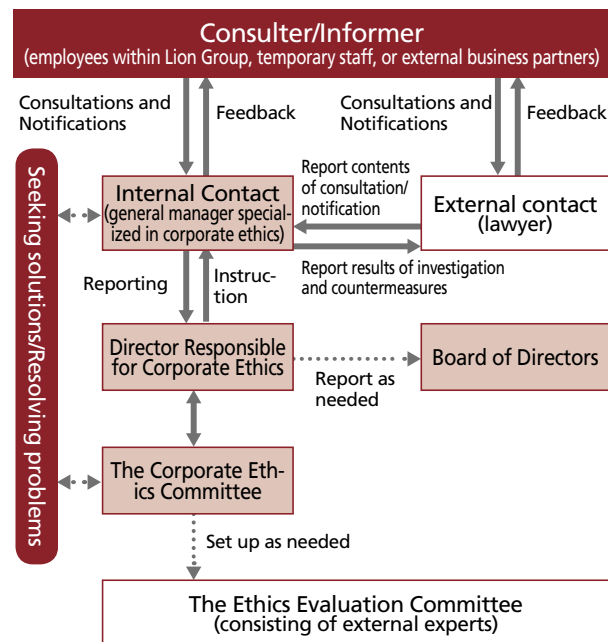 Consulter/Informer
(employees within Lion Group, temporary staff, or external business partners)
Consultations and
Notifications
Feedback
Consultations and
Notifications
Feedback
Seeking solutions/Resolving problems
Internal Contact
(general manager special-
ized in corporate ethics)
Report contents
of consultation/
notification
External contact
(lawyer)
Reporting
Instruc-
tion
Report results of investigation
and countermeasures
Director Responsible
for Corporate Ethics
Report as
needed
Board of Directors
The Corporate Eth-
ics Committee
Set up as needed
The Ethics Evaluation Committee
(consisting of external experts)